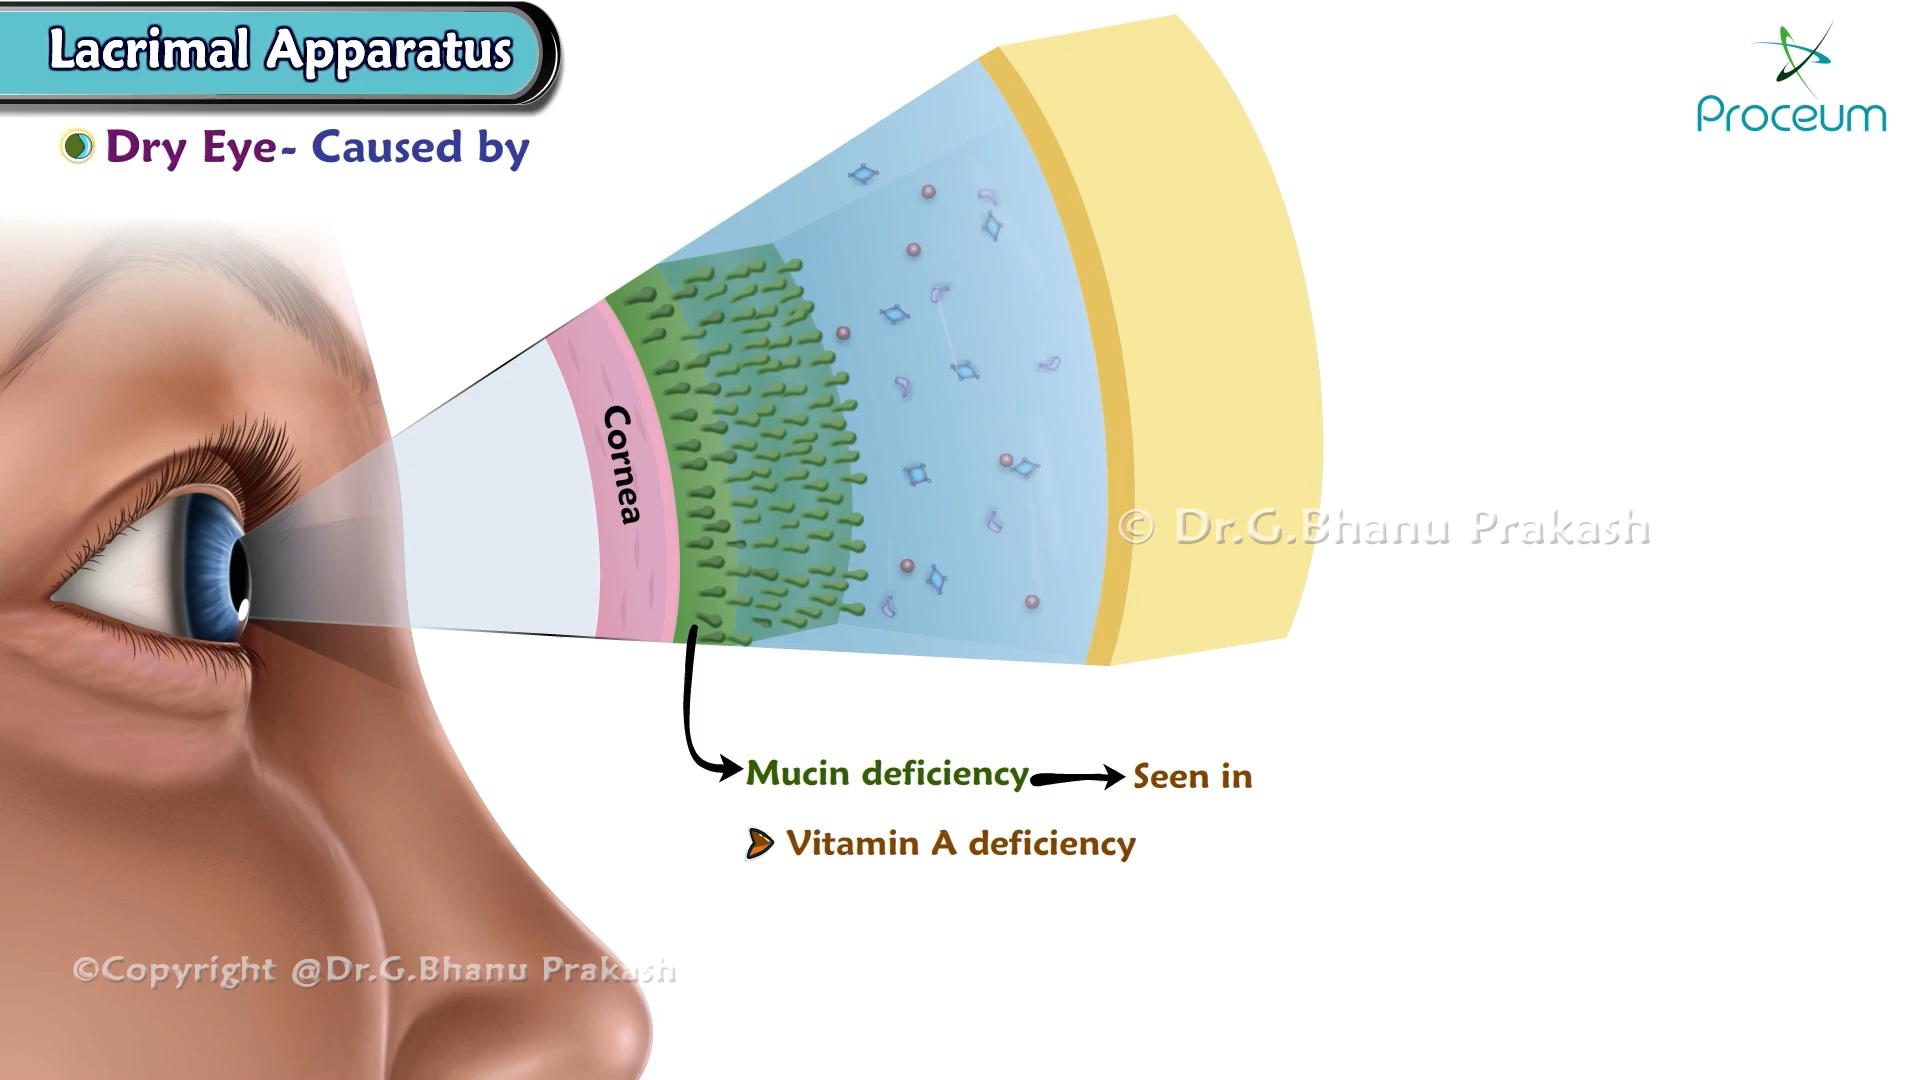 Lacrimal Apparatus
Proceum
Dry Eye- Caused by
Cornea
© Dr.G.Bhanu Prakash
Mucin deficiency
Seen in
Vitamin A deficiency
©Copyright @Dr.G.Bhanu Prakash